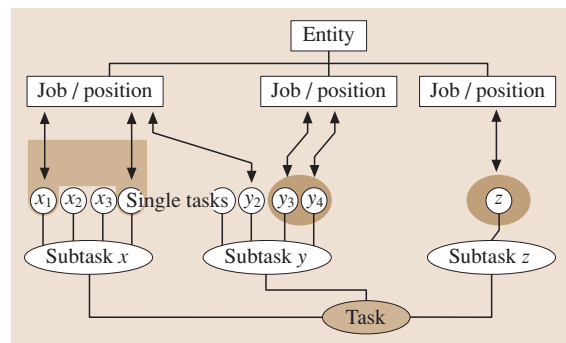 Entity
Job / position Job / position Job / position
x₁ x₂ x₃ Single tasks y₂ y₃ y₄ z
Subtask x Subtask y Subtask z
Task